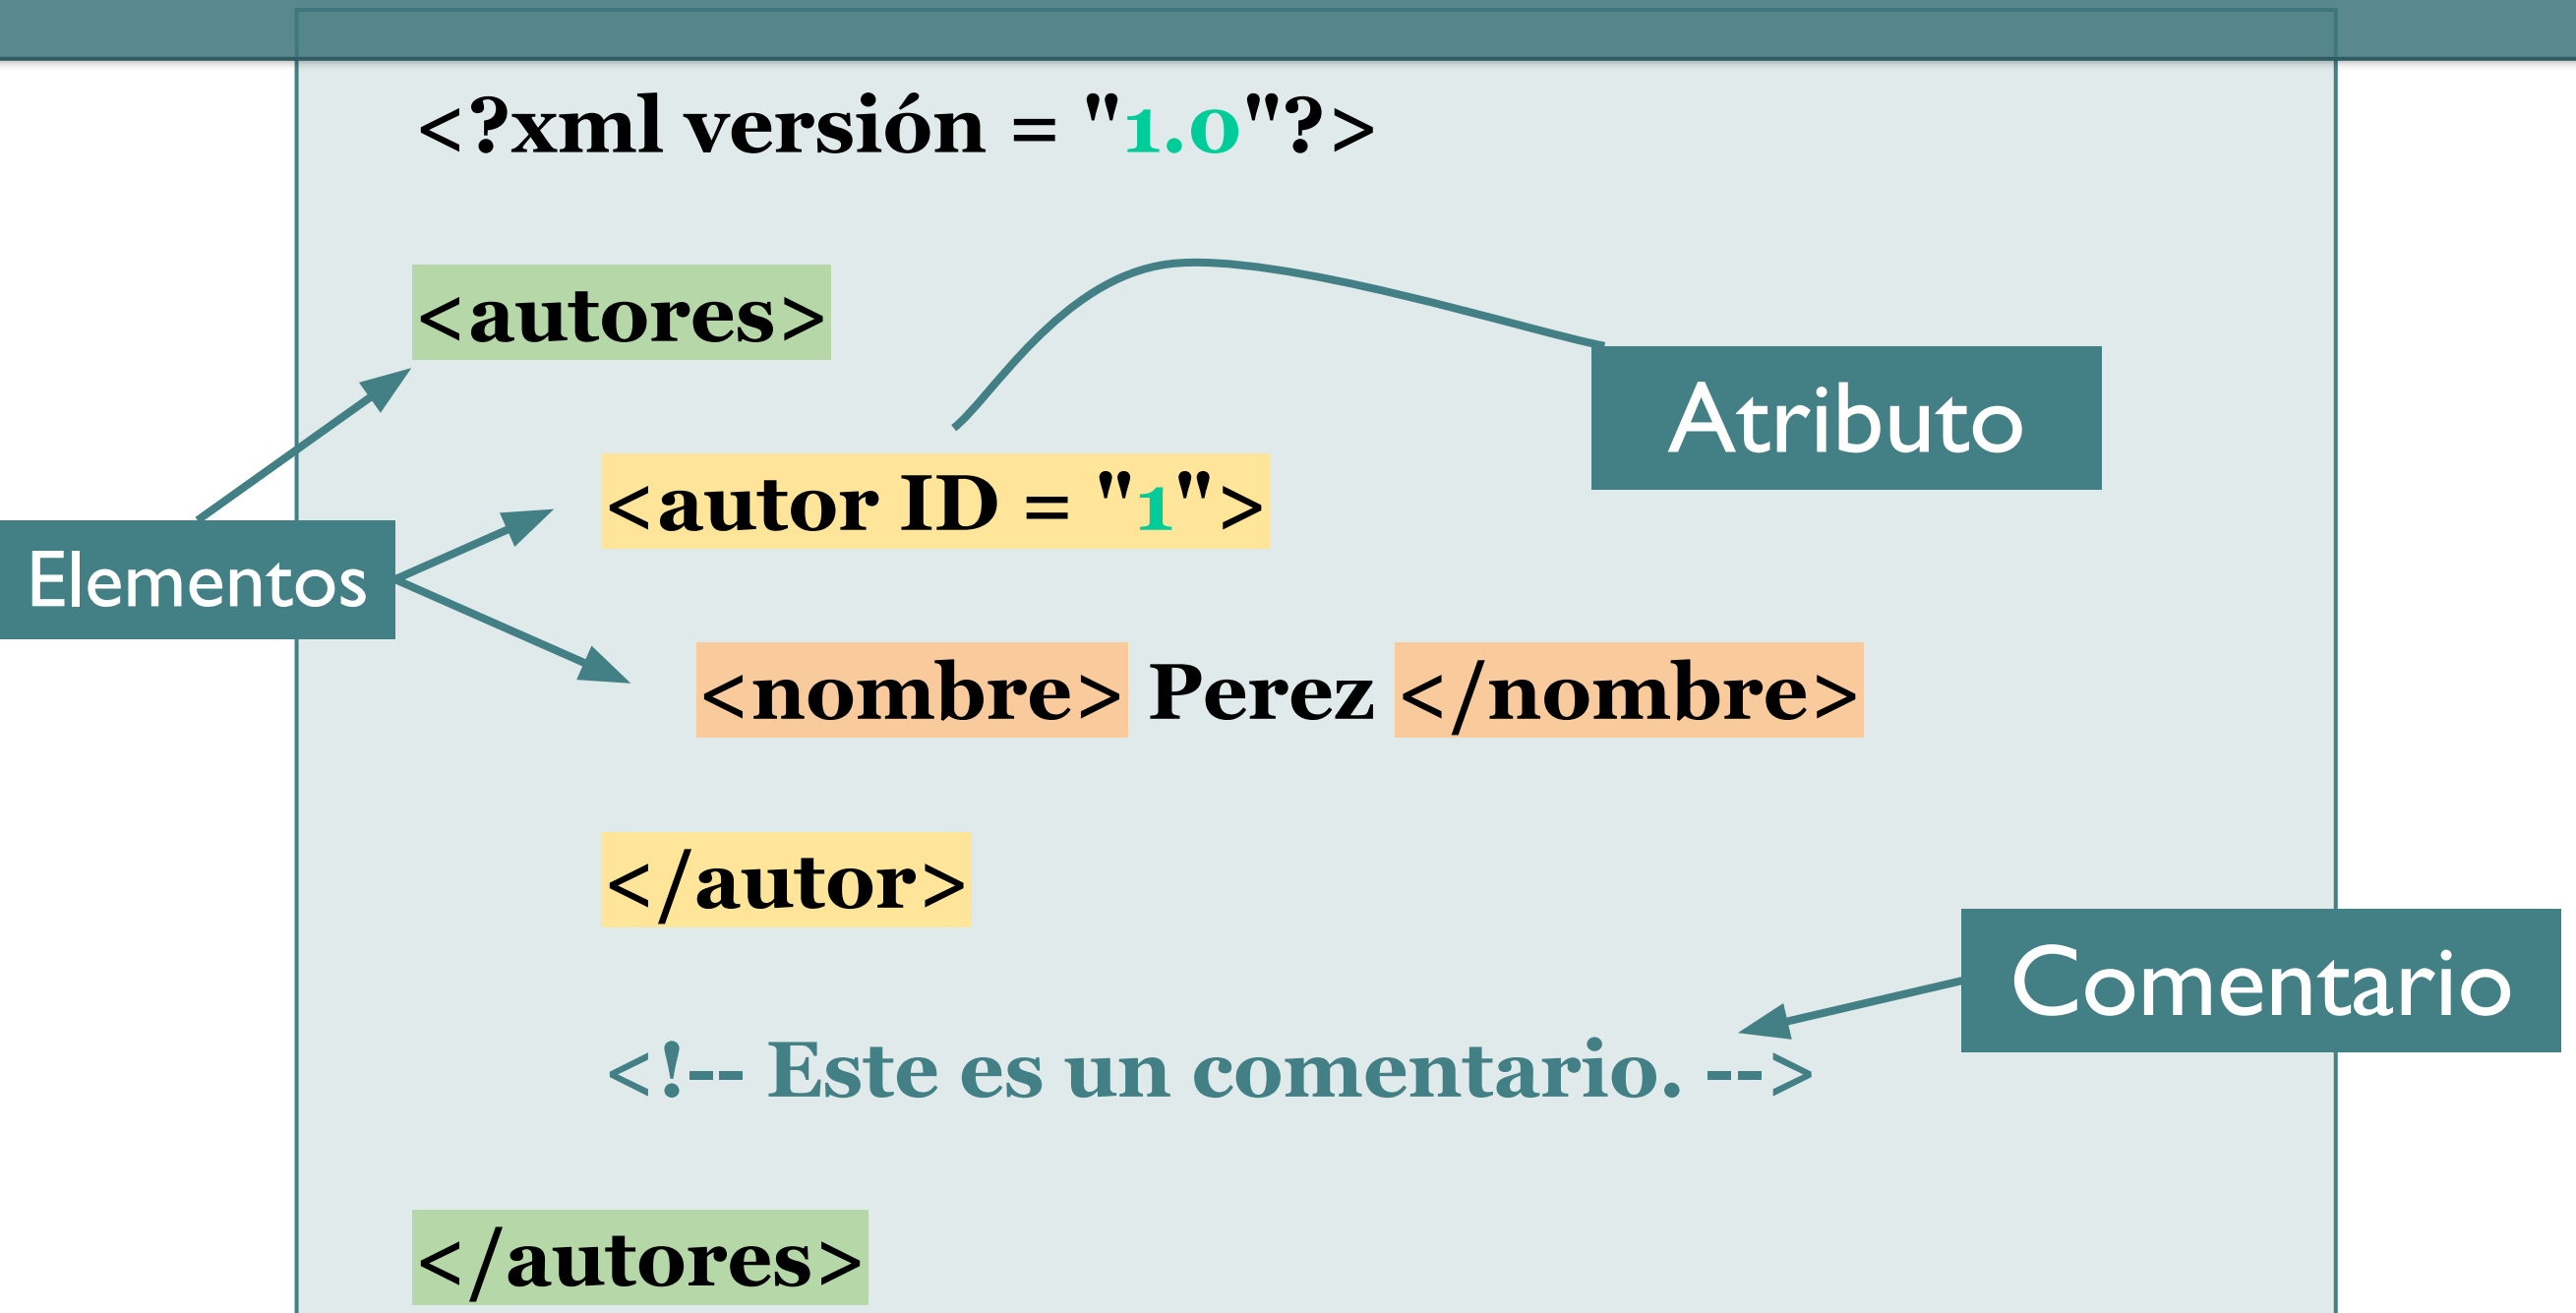 <?xml versión = "1.0"?>
<autores>
Atributo
<autor ID = "1">
Elementos
<nombre> Perez </nombre>
</autor>
Comentario
<!-- Este es un comentario. -->
</autores>